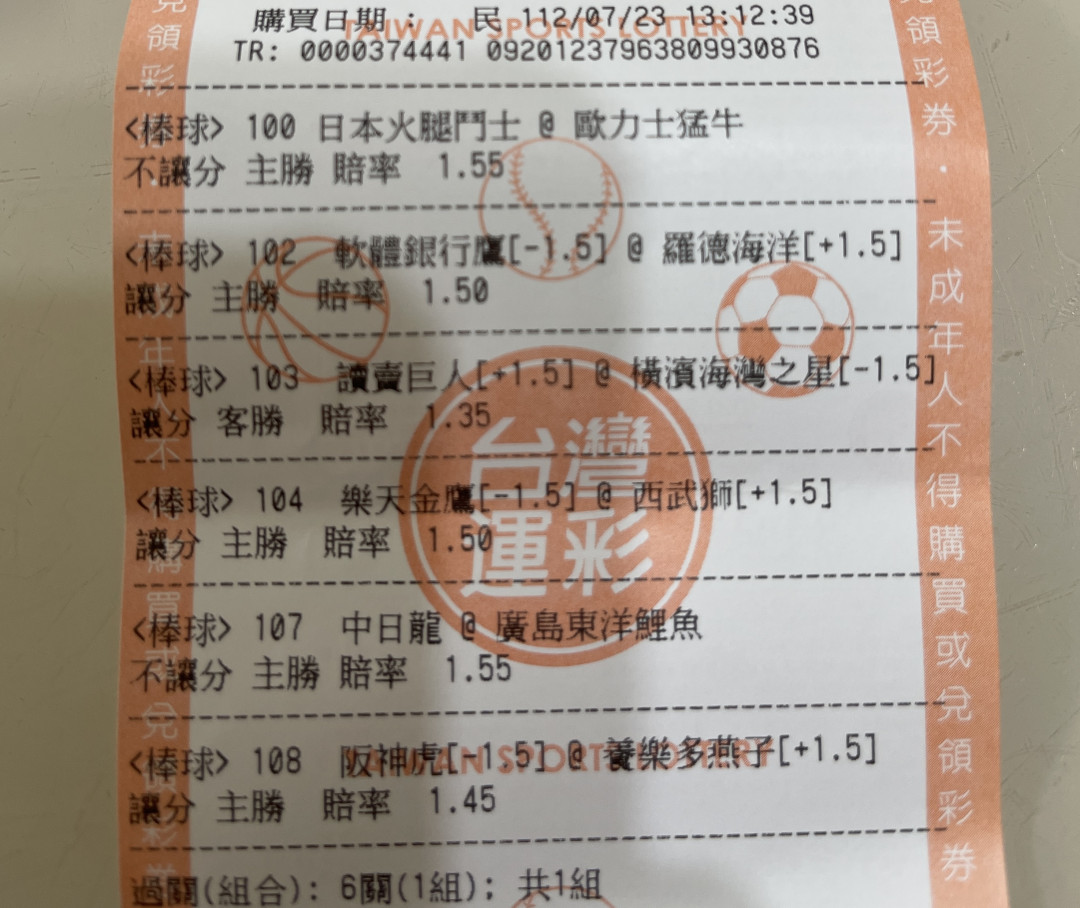 購買日期： 民 112/07/23 13:12:39
TAIWAN SPORTS LOTTERY
TR: 0000374441 09201237963809930876
<棒球> 100 日本火腿鬥士 @ 歐力士猛牛
不讓分 主勝 賠率 1.55
<棒球> 102 軟體銀行鷹[-1.5] @ 羅德海洋[+1.5]
讓分 主勝 賠率 1.50
<棒球> 103 讀賣巨人[+1.5] @ 橫濱海灣之星[-1.5]
讓分 客勝 賠率 1.35
台灣
運彩
<棒球> 104 樂天金鷹[-1.5] @ 西武獅[+1.5]
讓分 主勝 賠率 1.50
<棒球> 107 中日龍 @ 廣島東洋鯉魚
不讓分 主勝 賠率 1.55
<棒球> 108 阪神虎[-1.5] @ 養樂多燕子[+1.5]
TAIWAN SPORTS LOTTERY
讓分 主勝 賠率 1.45
過關(組合): 6關(1組); 共1組
兌領彩券．未成年人不得購買或兌領彩券